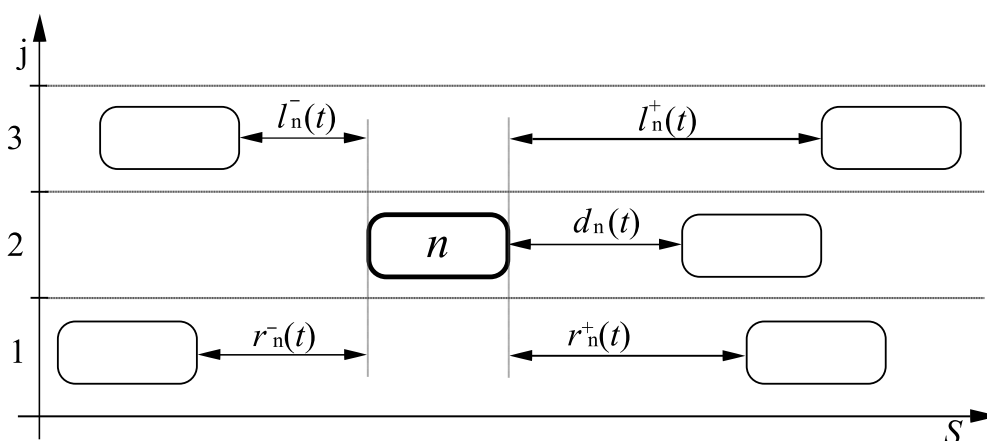 j
3 l⁻ₙ(t) l⁺ₙ(t)
2 n dₙ(t)
1 r⁻ₙ(t) r⁺ₙ(t)
S